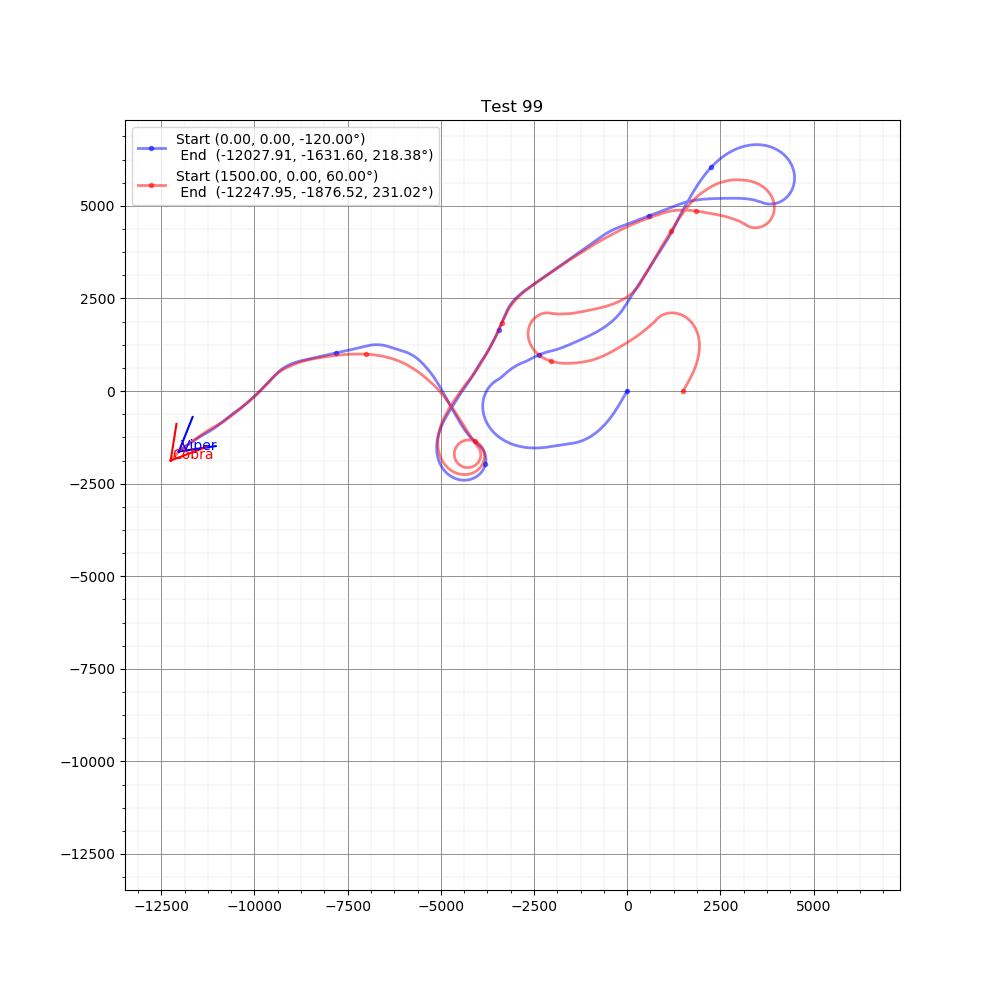 Test 99
Start (0.00, 0.00, -120.00°)
End (-12027.91, -1631.60, 218.38°)
Start (1500.00, 0.00, 60.00°)
End (-12247.95, -1876.52, 231.02°)
5000
2500
0
−2500
−5000
−7500
−10000
−12500
Viper
Cobra
−12500 −10000 −7500 −5000 −2500 0 2500 5000